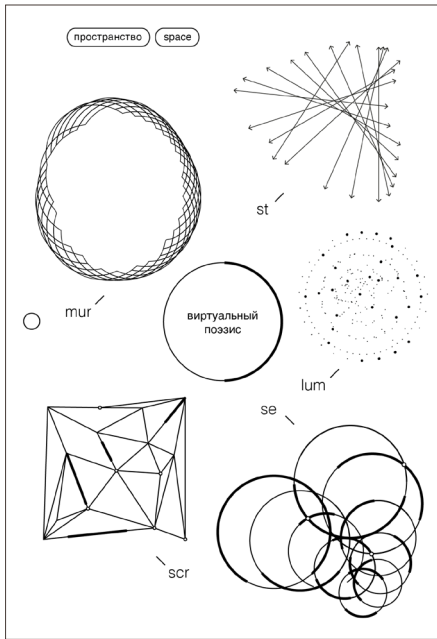 пространство space
st
mur
виртуальный
поэзис
lum
se
scr